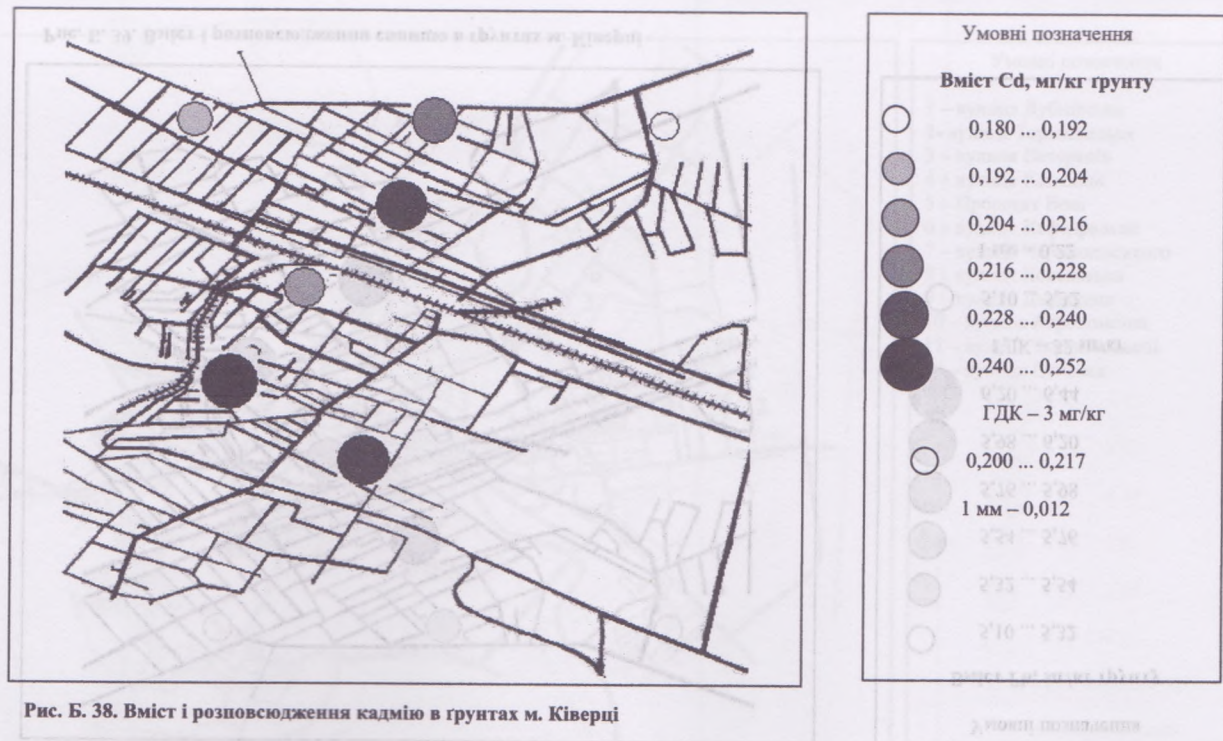 Умовні позначення
Вміст Cd, мг/кг ґрунту
0,180 ... 0,192
0,192 ... 0,204
0,204 ... 0,216
0,216 ... 0,228
0,228 ... 0,240
0,240 ... 0,252
ГДК – 3 мг/кг
0,200 ... 0,217
1 мм – 0,012
Рис. Б. 38. Вміст і розповсюдження кадмію в ґрунтах м. Ківерці